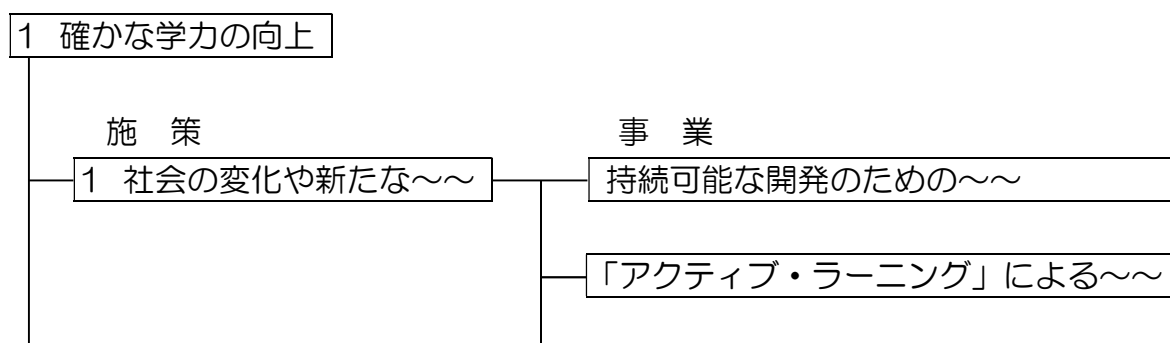 1 確かな学力の向上
施 策
事 業
1 社会の変化や新たな~~
持続可能な開発のための~~
「アクティブ・ラーニング」による~~